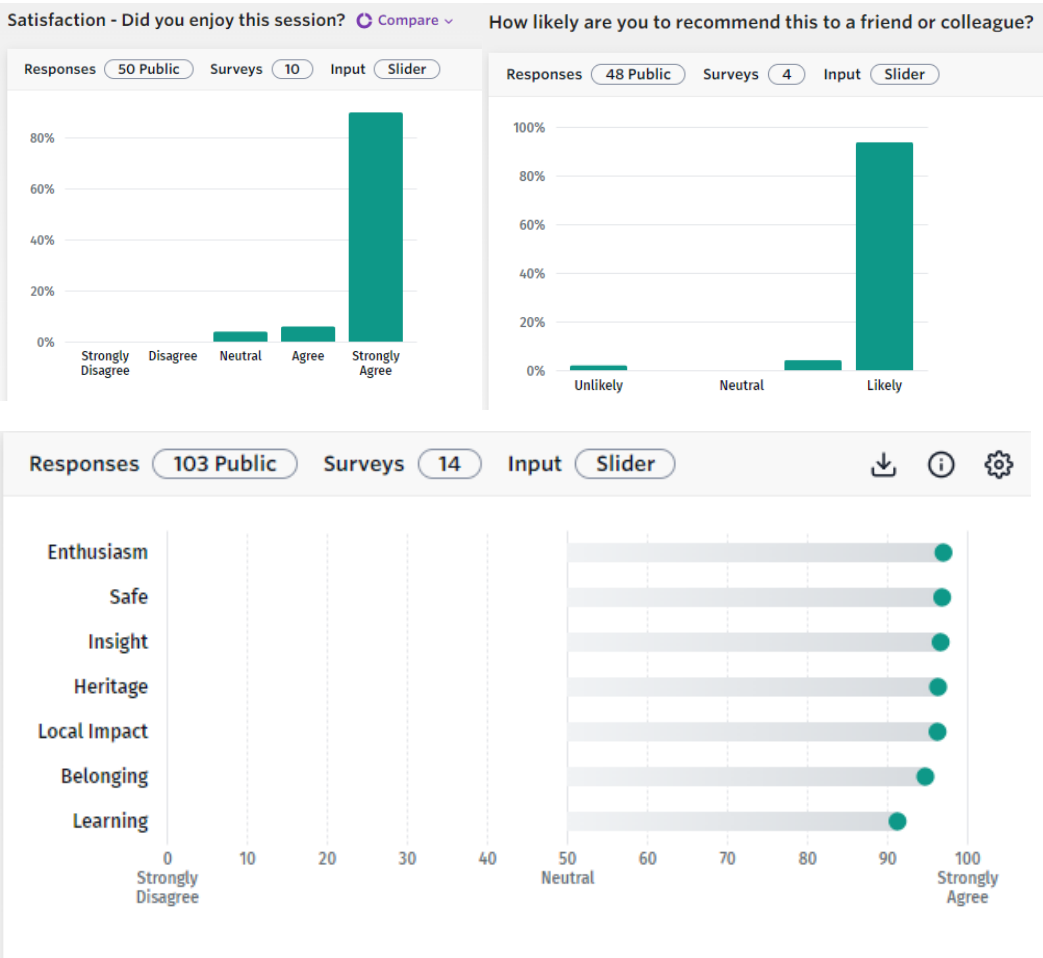 Satisfaction - Did you enjoy this session? Compare
Responses 50 Public Surveys 10 Input Slider
80%
60%
40%
20%
0%
Strongly Disagree Disagree Neutral Agree Strongly Agree
How likely are you to recommend this to a friend or colleague?
Responses 48 Public Surveys 4 Input Slider
100%
80%
60%
40%
20%
0%
Unlikely Neutral Likely
Responses 103 Public Surveys 14 Input Slider
Enthusiasm
Safe
Insight
Heritage
Local Impact
Belonging
Learning
0 10 20 30 40 50 60 70 80 90 100
Strongly Disagree Neutral Strongly Agree